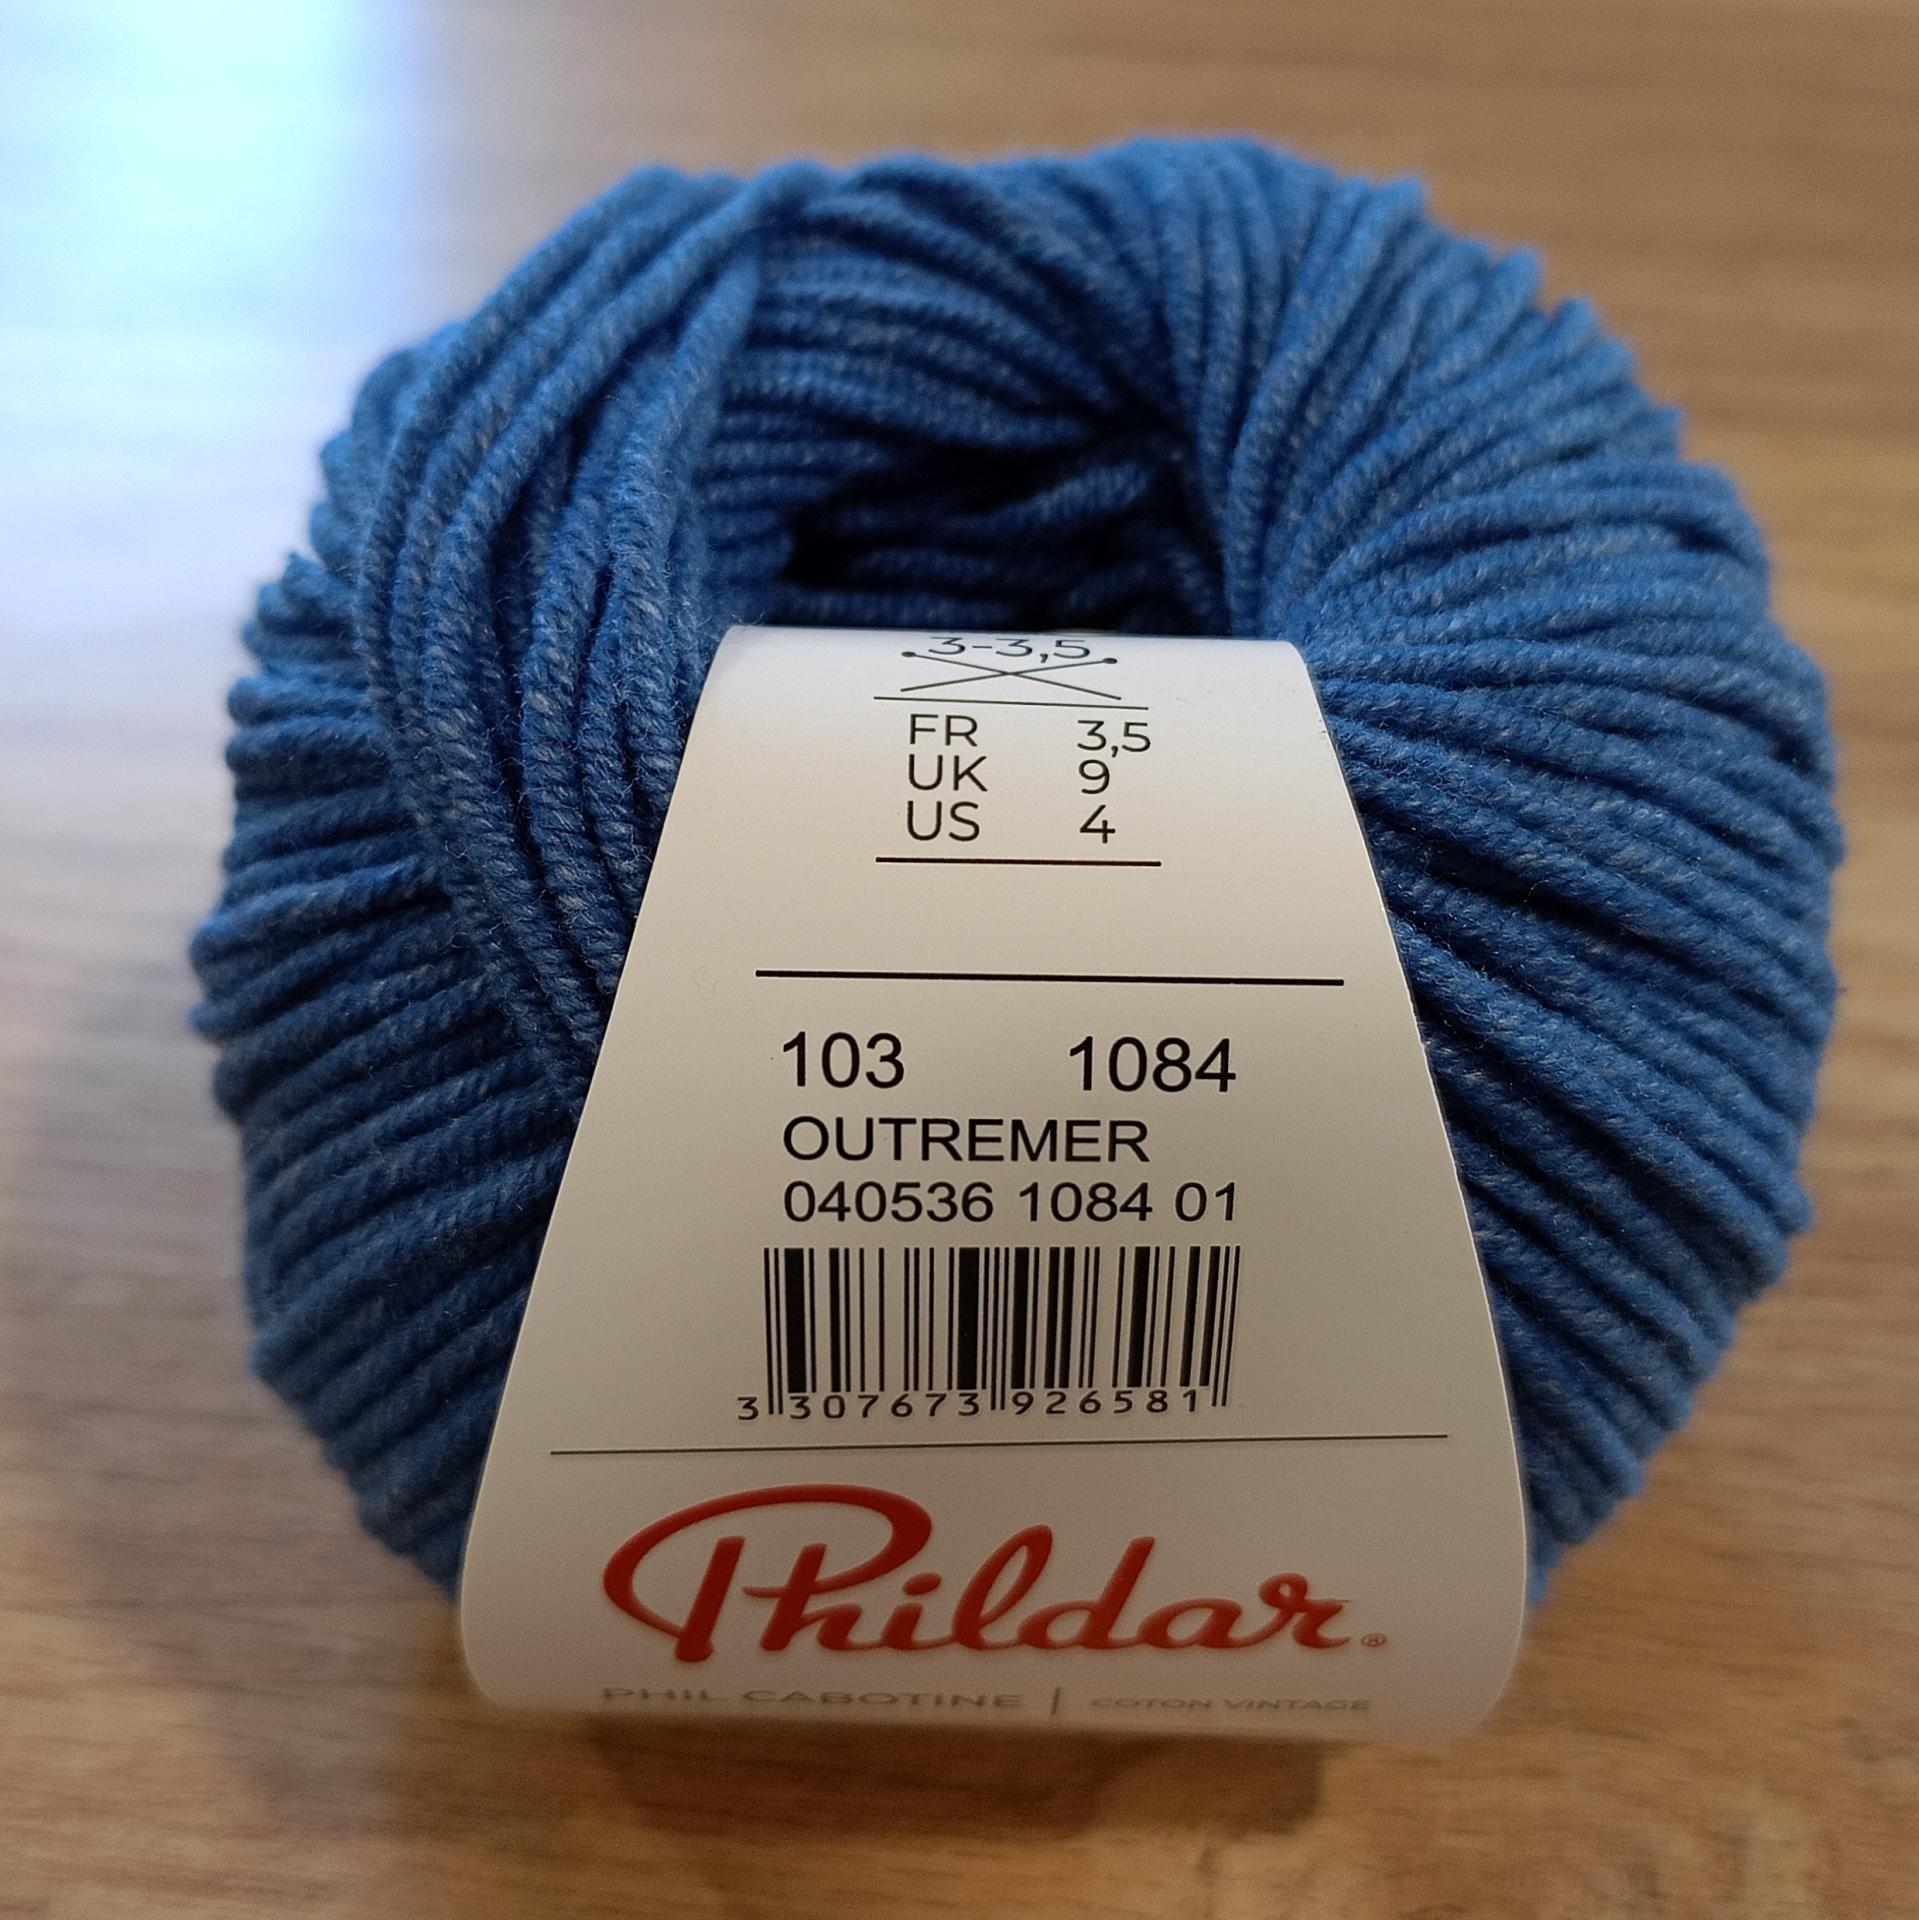 3-3,5
FR 3,5
UK 9
US 4
103 1084
OUTREMER
040536 1084 01
3 307673 926581
Phildar®
PHIL CABOTINE | COTON VINTAGE